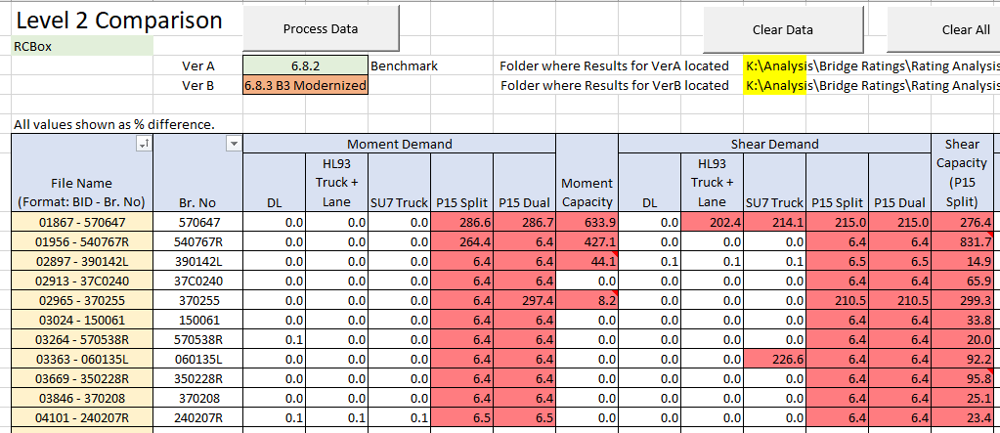 Level 2 Comparison
Process Data
Clear Data
Clear All
RCBox
Ver A 6.8.2 Benchmark Folder where Results for VerA located K:\Analysis\Bridge Ratings\Rating Analysis
Ver B 6.8.3 B3 Modernized Folder where Results for VerB located K:\Analysis\Bridge Ratings\Rating Analysis
All values shown as % difference.
Moment Demand Shear Demand Shear
HL93 HL93 Capacity
Truck + Truck + (P15
File Name Moment
(Format: BID - Br. No) Br. No DL Lane SU7 Truck P15 Split P15 Dual Capacity DL Lane SU7 Truck P15 Split P15 Dual Split)
01867 - 570647 570647 0.0 0.0 0.0 286.6 286.7 633.9 0.0 202.4 214.1 215.0 215.0 276.4
01956 - 540767R 540767R 0.0 0.0 0.0 264.4 6.4 427.1 0.0 0.0 0.0 6.4 6.4 831.7
02897 - 390142L 390142L 0.0 0.0 0.0 6.4 6.4 44.1 0.1 0.1 0.1 6.5 6.5 14.9
02913 - 37C0240 37C0240 0.0 0.0 0.0 6.4 6.4 0.0 0.0 0.0 0.0 6.4 6.4 65.9
02965 - 370255 370255 0.0 0.0 0.0 6.4 297.4 8.2 0.0 0.0 0.0 210.5 210.5 299.3
03024 - 150061 150061 0.0 0.0 0.0 6.4 6.4 0.0 0.0 0.0 0.0 6.4 6.4 33.8
03264 - 570538R 570538R 0.1 0.0 0.0 6.4 6.4 0.0 0.0 0.0 0.0 6.4 6.4 20.0
03363 - 060135L 060135L 0.0 0.0 0.0 6.4 6.4 0.0 0.0 0.0 226.6 6.4 6.4 92.2
03669 - 350228R 350228R 0.0 0.0 0.0 6.4 6.4 0.0 0.0 0.0 0.0 6.4 6.4 95.8
03846 - 370208 370208 0.0 0.0 0.0 6.4 6.4 0.0 0.0 0.0 0.0 6.4 6.4 25.1
04101 - 240207R 240207R 0.1 0.1 0.1 6.5 6.5 0.0 0.0 0.0 0.0 6.4 6.4 23.4